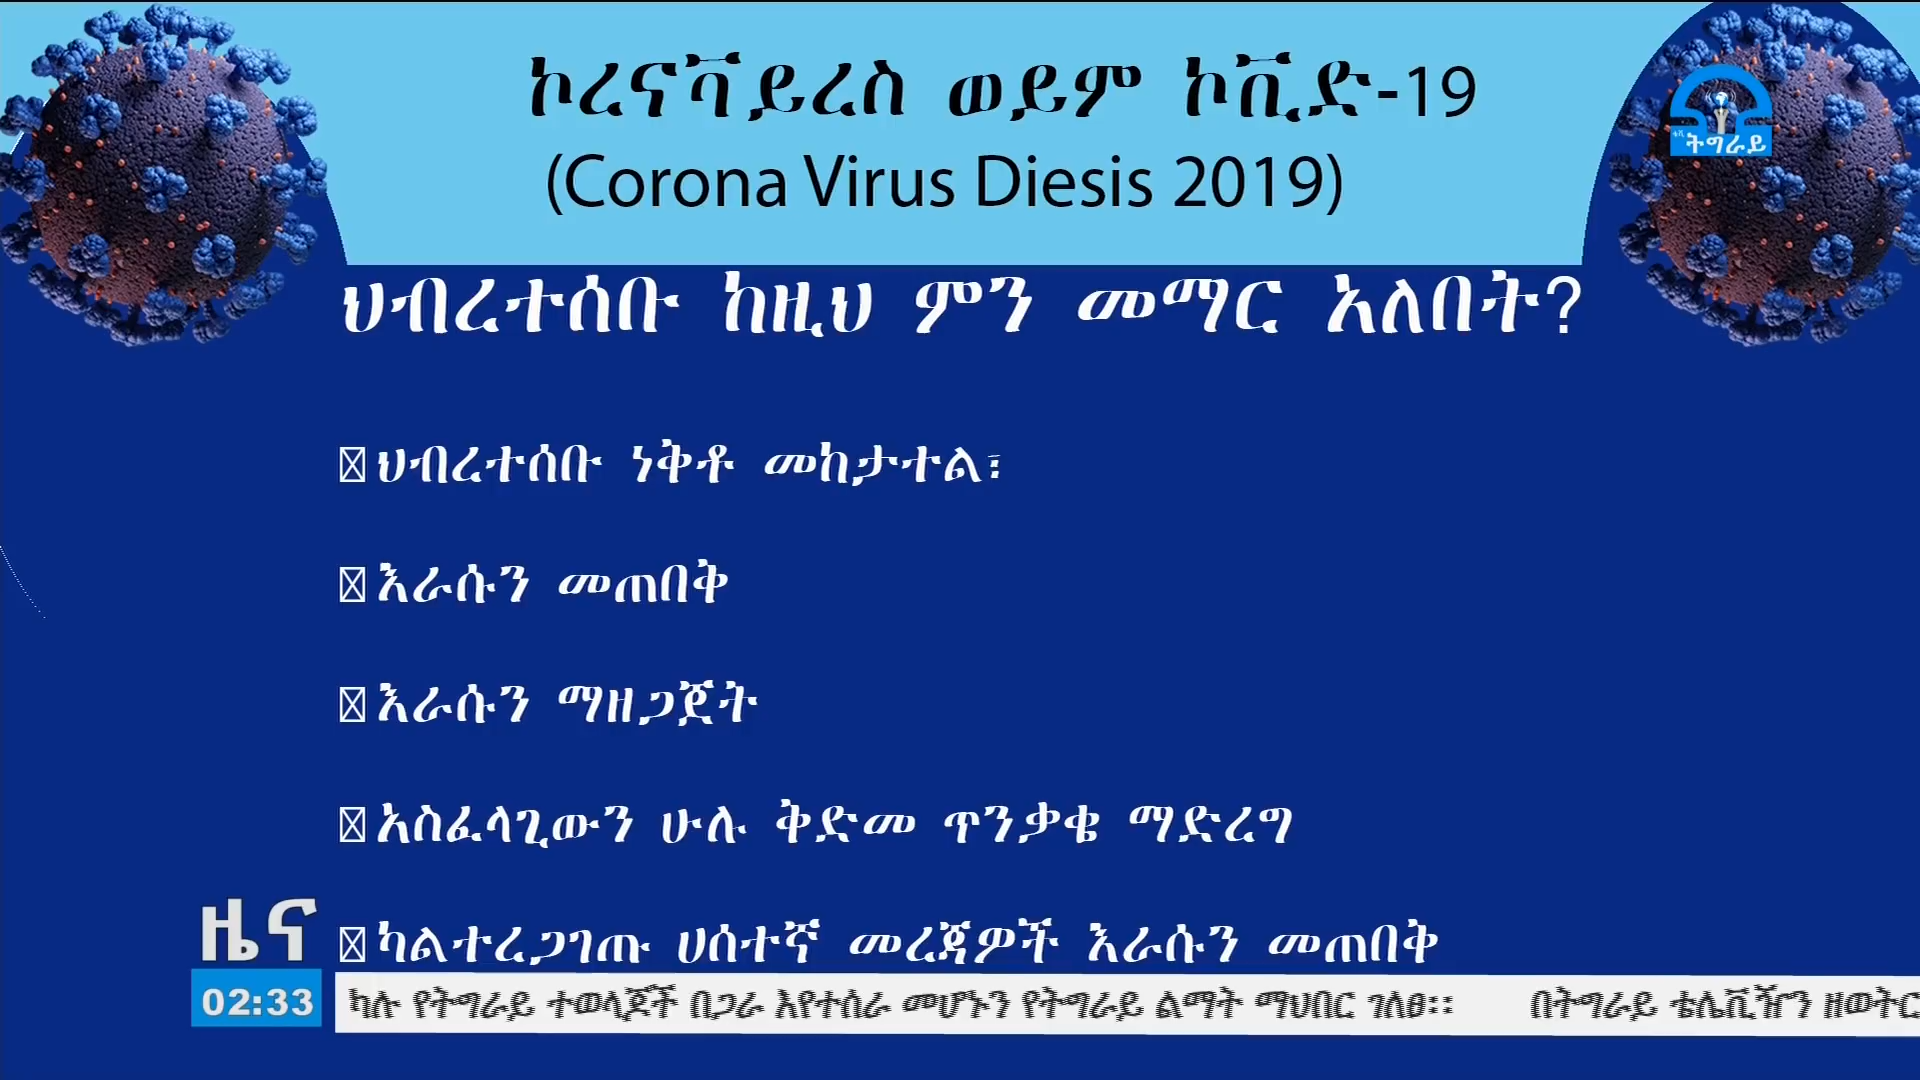 ኮረናቫይረስ ወይም ኮቪድ-19
(Corona Virus Diesis 2019)
ትግራይ
ህብረተሰቡ ከዚህ ምን መማር አለበት?
ህብረተሰቡ ነቅቶ መከታተል፣
እራሱን መጠበቅ
እራሱን ማዘጋጀት
አስፈላጊውን ሁሉ ቅድመ ጥንቃቄ ማድረግ
ካልተረጋገጡ ሀሰተኛ መረጃዎች እራሱን መጠበቅ
ዜና
02:33
ካሉ የትግራይ ተወላጆች በጋራ እየተሰራ መሆኑን የትግራይ ልማት ማህበር ገለፀ፡፡ በትግራይ ቴሌቪዥን ዘወትር